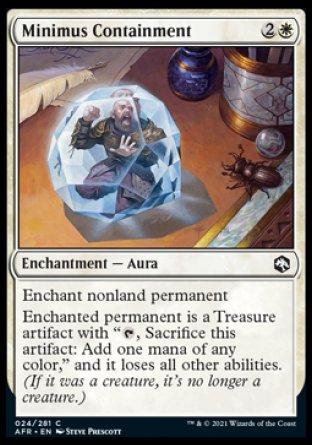 Minimus Containment 2
Enchantment — Aura
Enchant nonland permanent
Enchanted permanent is a Treasure
artifact with “, Sacrifice this
artifact: Add one mana of any
color,” and it loses all other abilities.
(If it was a creature, it’s no longer a
creature.)
024/281 C
AFR • EN STEVE PRESCOTT
™ & © 2021 Wizards of the Coast